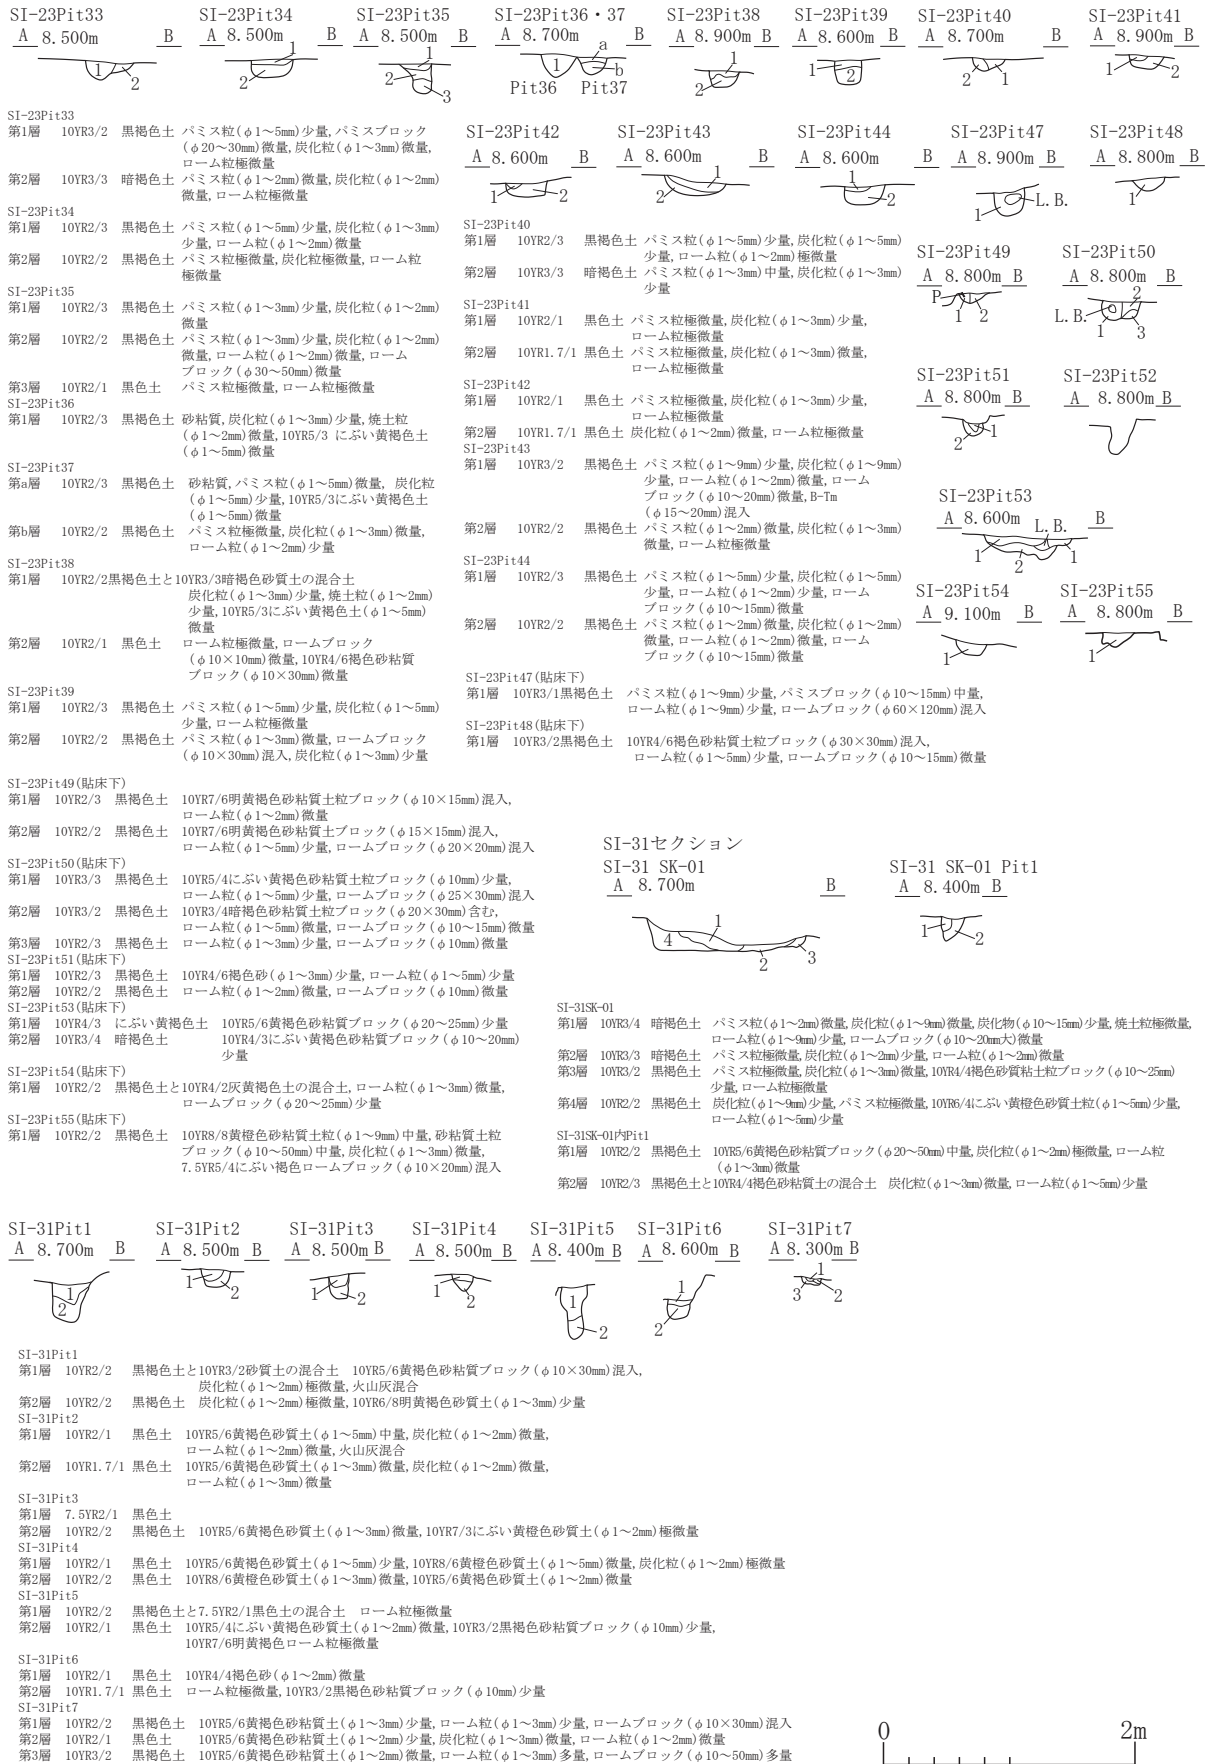 SI-23Pit33
A 8.500m B
1
2
SI-23Pit34
A 8.500m B
1
2
SI-23Pit35
A 8.500m B
1
2
3
SI-23Pit36・37
A 8.700m B
a
1
b
Pit36 Pit37
SI-23Pit38
A 8.900m B
1
2
SI-23Pit39
A 8.600m B
1
2
SI-23Pit40
A 8.700m B
2 1
SI-23Pit41
A 8.900m B
1
2
SI-23Pit42
A 8.600m B
1 2
SI-23Pit43
A 8.600m B
1
2
SI-23Pit44
A 8.600m B
1
2
SI-23Pit47
A 8.900m B
L.B.
1
SI-23Pit48
A 8.800m B
1
SI-23Pit49
A 8.800m B
P
1 2
SI-23Pit50
A 8.800m B
2
L.B.
1 3
SI-23Pit51
A 8.800m B
1
2
SI-23Pit52
A 8.800m B
SI-23Pit53
A 8.600m B
L.B.
1 1
2
SI-23Pit54
A 9.100m B
1
SI-23Pit55
A 8.800m B
1
SI-23Pit33
第1層 10YR3/2 黒褐色土 パミス粒(φ1〜5mm)少量,パミスブロック
(φ20〜30mm)微量,炭化粒(φ1〜3mm)微量,
ローム粒極微量
第2層 10YR3/3 暗褐色土 パミス粒(φ1〜2mm)微量,炭化粒(φ1〜2mm)
微量,ローム粒極微量
SI-23Pit34
第1層 10YR2/3 黒褐色土 パミス粒(φ1〜5mm)少量,炭化粒(φ1〜3mm)
少量,ローム粒(φ1〜2mm)微量
第2層 10YR2/2 黒褐色土 パミス粒極微量,炭化粒極微量,ローム粒
極微量
SI-23Pit35
第1層 10YR2/3 黒褐色土 パミス粒(φ1〜3mm)少量,炭化粒(φ1〜2mm)
微量
第2層 10YR2/2 黒褐色土 パミス粒(φ1〜3mm)少量,炭化粒(φ1〜2mm)
微量,ローム粒(φ1〜2mm)微量,ローム
ブロック(φ30〜50mm)微量
第3層 10YR2/1 黒色土 パミス粒極微量,ローム粒極微量
SI-23Pit36
第1層 10YR2/3 黒褐色土 砂粘質,炭化粒(φ1〜3mm)少量,焼土粒
(φ1〜2mm)微量,10YR5/3 にぶい黄褐色土
(φ1〜5mm)微量
SI-23Pit37
第a層 10YR2/3 黒褐色土 砂粘質,パミス粒(φ1〜5mm)微量, 炭化粒
(φ1〜5mm)少量,10YR5/3にぶい黄褐色土
(φ1〜5mm)微量
第b層 10YR2/2 黒褐色土 パミス粒極微量,炭化粒(φ1〜3mm)微量,
ローム粒(φ1〜2mm)少量
SI-23Pit38
第1層 10YR2/2黒褐色土と10YR3/3暗褐色砂質土の混合土
炭化粒(φ1〜3mm)少量,焼土粒(φ1〜2mm)
少量,10YR5/3にぶい黄褐色土(φ1〜5mm)
微量
第2層 10YR2/1 黒色土 ローム粒極微量,ロームブロック
(φ10×10mm)微量,10YR4/6褐色砂粘質
ブロック(φ10×30mm)微量
SI-23Pit39
第1層 10YR2/3 黒褐色土 パミス粒(φ1〜5mm)少量,炭化粒(φ1〜5mm)
少量,ローム粒極微量
第2層 10YR2/2 黒褐色土 パミス粒(φ1〜3mm)微量,ロームブロック
(φ10×30mm)混入,炭化粒(φ1〜3mm)少量
SI-23Pit40
第1層 10YR2/3 黒褐色土 パミス粒(φ1〜5mm)少量,炭化粒(φ1〜5mm)
少量,ローム粒(φ1〜2mm)極微量
第2層 10YR3/3 暗褐色土 パミス粒(φ1〜3mm)中量,炭化粒(φ1〜3mm)
少量
SI-23Pit41
第1層 10YR2/1 黒色土 パミス粒極微量,炭化粒(φ1〜3mm)少量,
ローム粒極微量
第2層 10YR1.7/1 黒色土 パミス粒極微量,炭化粒(φ1〜3mm)微量,
ローム粒極微量
SI-23Pit42
第1層 10YR2/1 黒色土 パミス粒極微量,炭化粒(φ1〜3mm)少量,
ローム粒極微量
第2層 10YR1.7/1 黒色土 炭化粒(φ1〜2mm)微量,ローム粒極微量
SI-23Pit43
第1層 10YR3/2 黒褐色土 パミス粒(φ1〜9mm)少量,炭化粒(φ1〜9mm)
少量,ローム粒(φ1〜2mm)微量,ローム
ブロック(φ10〜20mm)微量,B-Tm
(φ15〜20mm)混入
第2層 10YR2/2 黒褐色土 パミス粒(φ1〜2mm)微量,炭化粒(φ1〜3mm)
微量,ローム粒極微量
SI-23Pit44
第1層 10YR2/3 黒褐色土 パミス粒(φ1〜5mm)少量,炭化粒(φ1〜5mm)
少量,ローム粒(φ1〜2mm)少量,ローム
ブロック(φ10〜15mm)微量
第2層 10YR2/2 黒褐色土 パミス粒(φ1〜2mm)微量,炭化粒(φ1〜2mm)
微量,ローム粒(φ1〜2mm)微量,ローム
ブロック(φ10〜15mm)微量
SI-23Pit47(貼床下)
第1層 10YR3/1黒褐色土 パミス粒(φ1〜9mm)少量,パミスブロック(φ10〜15mm)中量,
ローム粒(φ1〜9mm)少量,ロームブロック(φ60×120mm)混入
SI-23Pit48(貼床下)
第1層 10YR3/2黒褐色土 10YR4/6褐色砂粘質土粒ブロック(φ30×30mm)混入,
ローム粒(φ1〜5mm)少量,ロームブロック(φ10〜15mm)微量
SI-23Pit49(貼床下)
第1層 10YR2/3 黒褐色土 10YR7/6明黄褐色砂粘質土粒ブロック(φ10×15mm)混入,
ローム粒(φ1〜2mm)微量
第2層 10YR2/2 黒褐色土 10YR7/6明黄褐色砂粘質土ブロック(φ15×15mm)混入,
ローム粒(φ1〜5mm)少量,ロームブロック(φ20×20mm)混入
SI-23Pit50(貼床下)
第1層 10YR3/3 黒褐色土 10YR5/4にぶい黄褐色砂粘質土粒ブロック(φ10mm)少量,
ローム粒(φ1〜5mm)少量,ロームブロック(φ25×30mm)混入
第2層 10YR3/2 黒褐色土 10YR3/4暗褐色砂粘質土粒ブロック(φ20×30mm)含む,
ローム粒(φ1〜5mm)微量,ロームブロック(φ10〜15mm)微量
第3層 10YR2/3 黒褐色土 ローム粒(φ1〜3mm)少量,ロームブロック(φ10mm)微量
SI-23Pit51(貼床下)
第1層 10YR2/3 黒褐色土 10YR4/6褐色砂(φ1〜3mm)少量,ローム粒(φ1〜5mm)少量
第2層 10YR2/2 黒褐色土 ローム粒(φ1〜2mm)微量,ロームブロック(φ10mm)微量
SI-23Pit53(貼床下)
第1層 10YR4/3 にぶい黄褐色土 10YR5/6黄褐色砂粘質ブロック(φ20〜25mm)少量
第2層 10YR3/4 暗褐色土 10YR4/3にぶい黄褐色砂粘質ブロック(φ10〜20mm)
少量
SI-23Pit54(貼床下)
第1層 10YR2/2 黒褐色土と10YR4/2灰黄褐色土の混合土,ローム粒(φ1〜3mm)微量,
ロームブロック(φ20〜25mm)少量
SI-23Pit55(貼床下)
第1層 10YR2/2 黒褐色土 10YR8/8黄橙色砂粘質土粒(φ1〜9mm)中量,砂粘質土粒
ブロック(φ10〜50mm)中量,炭化粒(φ1〜3mm)微量,
7.5YR5/4にぶい褐色ロームブロック(φ10×20mm)混入
SI-31セクション
SI-31 SK-01
A 8.700m B
1
4
2 3
SI-31 SK-01 Pit1
A 8.400m B
1
2
SI-31SK-01
第1層 10YR3/4 暗褐色土 パミス粒(φ1〜2mm)微量,炭化粒(φ1〜9mm)微量,炭化物(φ10〜15mm)少量,焼土粒極微量,
ローム粒(φ1〜9mm)少量,ロームブロック(φ10〜20mm大)微量
第2層 10YR3/3 暗褐色土 パミス粒極微量,炭化粒(φ1〜2mm)少量,ローム粒(φ1〜2mm)微量
第3層 10YR3/2 黒褐色土 パミス粒極微量,炭化粒(φ1〜3mm)微量,10YR4/4褐色砂質粘土粒ブロック(φ10〜25mm)
少量,ローム粒極微量
第4層 10YR2/2 黒褐色土 炭化粒(φ1〜9mm)少量,パミス粒極微量,10YR6/4にぶい黄橙色砂質土粒(φ1〜5mm)少量,
ローム粒(φ1〜5mm)少量
SI-31SK-01内Pit1
第1層 10YR2/2 黒褐色土 10YR5/6黄褐色砂粘質ブロック(φ20〜50mm)中量,炭化粒(φ1〜2mm)極微量,ローム粒
(φ1〜3mm)微量
第2層 10YR2/3 黒褐色土と10YR4/4褐色砂粘質土の混合土 炭化粒(φ1〜3mm)微量,ローム粒(φ1〜5mm)少量
SI-31Pit1
A 8.700m B
1
2
SI-31Pit2
A 8.500m B
1
2
SI-31Pit3
A 8.500m B
1 2
SI-31Pit4
A 8.500m B
1
2
SI-31Pit5
A 8.400m B
1
2
SI-31Pit6
A 8.600m B
1
2
SI-31Pit7
A 8.300m B
1
3 2
SI-31Pit1
第1層 10YR2/2 黒褐色土と10YR3/2砂質土の混合土 10YR5/6黄褐色砂粘質ブロック(φ10×30mm)混入,
炭化粒(φ1〜2mm)極微量,火山灰混合
第2層 10YR2/2 黒褐色土 炭化粒(φ1〜2mm)極微量,10YR6/8明黄褐色砂質土(φ1〜3mm)少量
SI-31Pit2
第1層 10YR2/1 黒色土 10YR5/6黄褐色砂質土(φ1〜5mm)中量,炭化粒(φ1〜2mm)微量,
ローム粒(φ1〜2mm)微量,火山灰混合
第2層 10YR1.7/1 黒色土 10YR5/6黄褐色砂質土(φ1〜3mm)微量,炭化粒(φ1〜2mm)微量,
ローム粒(φ1〜3mm)微量
SI-31Pit3
第1層 7.5YR2/1 黒色土
第2層 10YR2/2 黒褐色土 10YR5/6黄褐色砂質土(φ1〜3mm)微量,10YR7/3にぶい黄橙色砂質土(φ1〜2mm)極微量
SI-31Pit4
第1層 10YR2/1 黒色土 10YR5/6黄褐色砂質土(φ1〜5mm)少量,10YR8/6黄橙色砂質土(φ1〜5mm)微量,炭化粒(φ1〜2mm)極微量
第2層 10YR2/2 黒色土 10YR8/6黄橙色砂質土(φ1〜3mm)微量,10YR5/6黄褐色砂質土(φ1〜2mm)微量
SI-31Pit5
第1層 10YR2/2 黒褐色土と7.5YR2/1黒色土の混合土 ローム粒極微量
第2層 10YR2/1 黒色土 10YR5/4にぶい黄褐色砂質土(φ1〜2mm)微量,10YR3/2黒褐色砂粘質ブロック(φ10mm)少量,
10YR7/6明黄褐色ローム粒極微量
SI-31Pit6
第1層 10YR2/1 黒色土 10YR4/4褐色砂(φ1〜2mm)微量
第2層 10YR1.7/1 黒色土 ローム粒極微量,10YR3/2黒褐色砂粘質ブロック(φ10mm)少量
SI-31Pit7
第1層 10YR2/2 黒褐色土 10YR5/6黄褐色砂粘質土(φ1〜3mm)少量,ローム粒(φ1〜3mm)少量,ロームブロック(φ10×30mm)混入
第2層 10YR2/1 黒色土 10YR5/6黄褐色砂粘質土(φ1〜2mm)少量,炭化粒(φ1〜3mm)微量,ローム粒(φ1〜2mm)微量
第3層 10YR3/2 黒褐色土 10YR5/6黄褐色砂粘質土(φ1〜2mm)微量,ローム粒(φ1〜3mm)多量,ロームブロック(φ10〜50mm)多量
0 2m